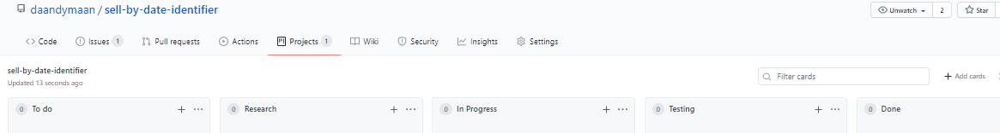 daandymaan / sell-by-date-identifier Unwatch 2 Star
Code Issues 1 Pull requests Actions Projects 1 Wiki Security Insights Settings
sell-by-date-identifier
Updated 13 seconds ago
Filter cards + Add cards
0 To do + ... 0 Research + ... 0 In Progress + ... 0 Testing + ... 0 Done